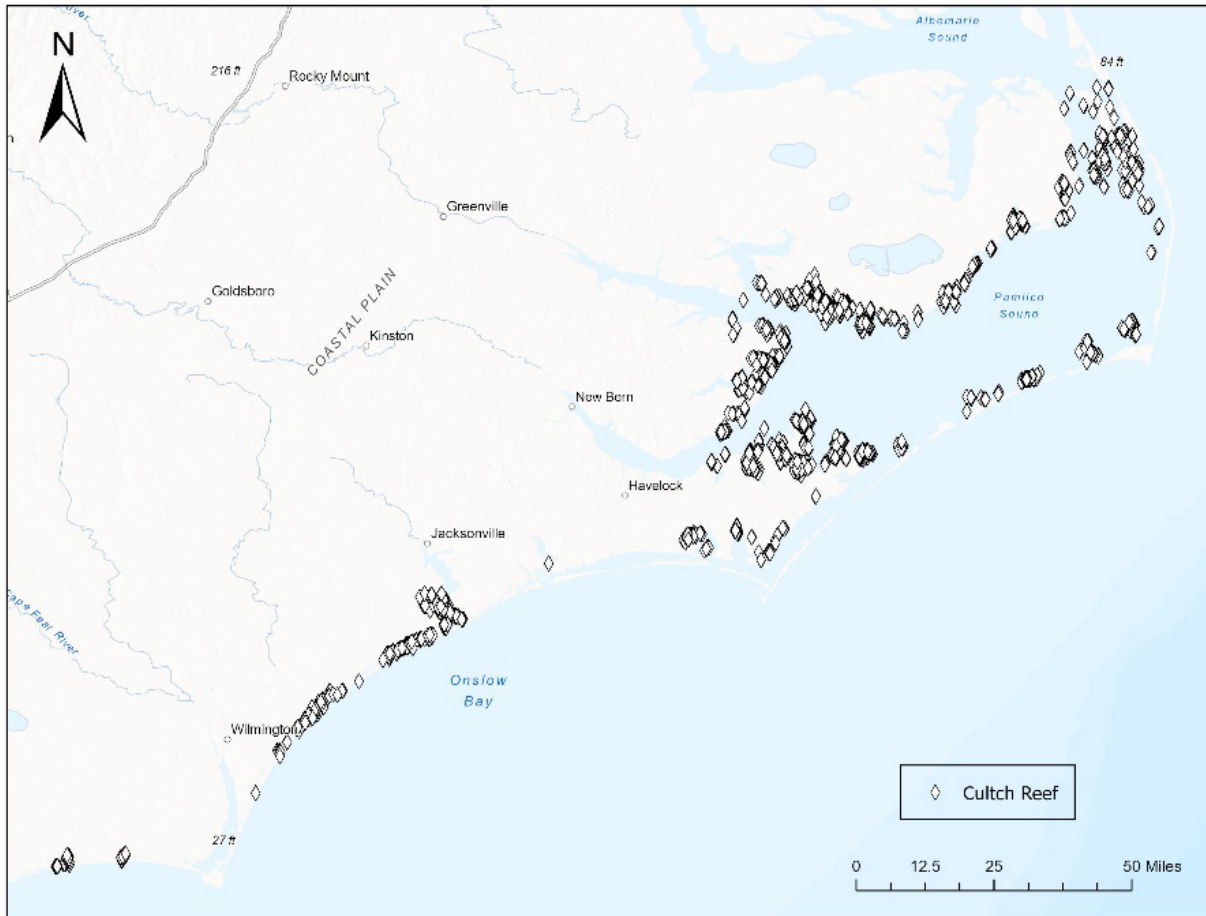 River
Albemarle
Sound
N
216 ft
Rocky Mount
84 ft
n
Greenville
Goldsboro
COASTAL PLAIN
Kinston
Pamlico
Sound
New Bern
Havelock
Jacksonville
Cape Fear River
Onslow
Bay
Wilmington
Cultch Reef
27 ft
0 12.5 25 50 Miles